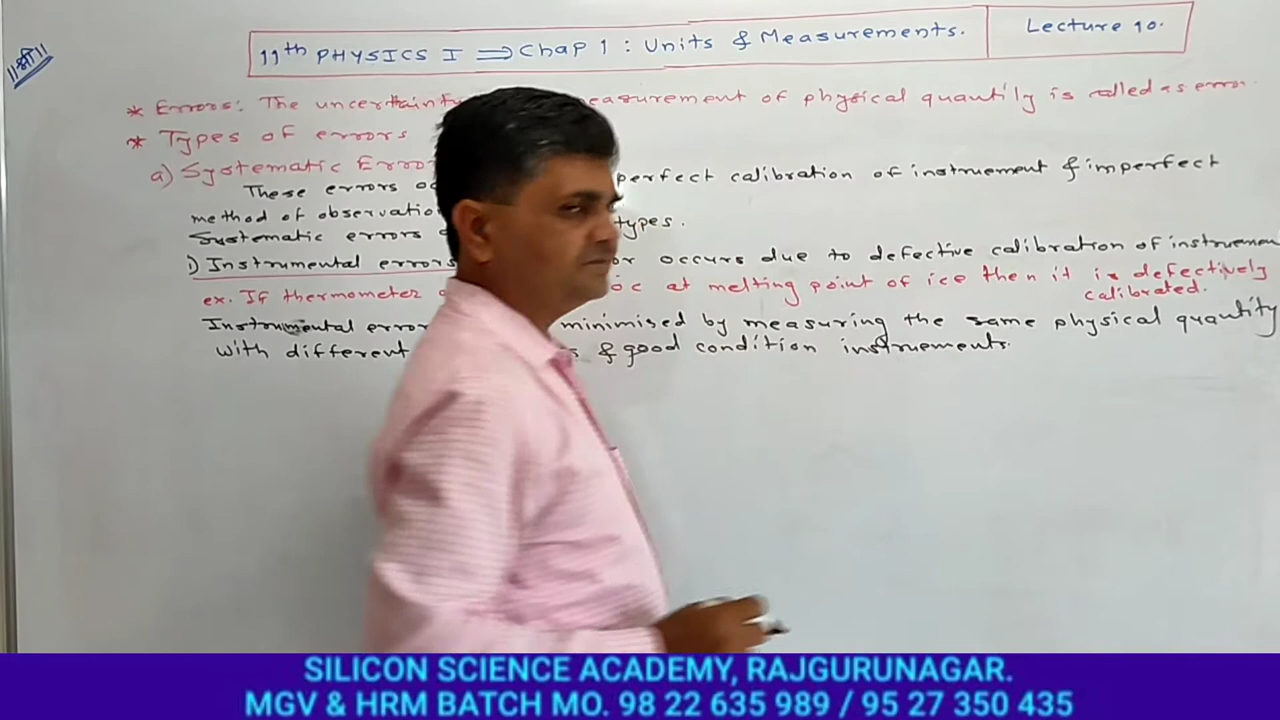 ॥श्री॥
11th PHYSICS I ⟹ Chap 1 : Units & Measurements. Lecture 10.
* Errors: The uncertainty measurement of physical quantity is called as error.
* Types of errors
a) Systematic Error
These errors perfect calibration of instruement & imperfect
method of observation
Systematic errors types.
1) Instrumental errors occurs due to defective calibration of instruemen
ex. If thermometer 0c at melting point of ice then it is defectively
calibrated.
Instrumental error minimised by measuring the same physical quantity
with different & good condition instruements.
SILICON SCIENCE ACADEMY, RAJGURUNAGAR.
MGV & HRM BATCH MO. 98 22 635 989 / 95 27 350 435